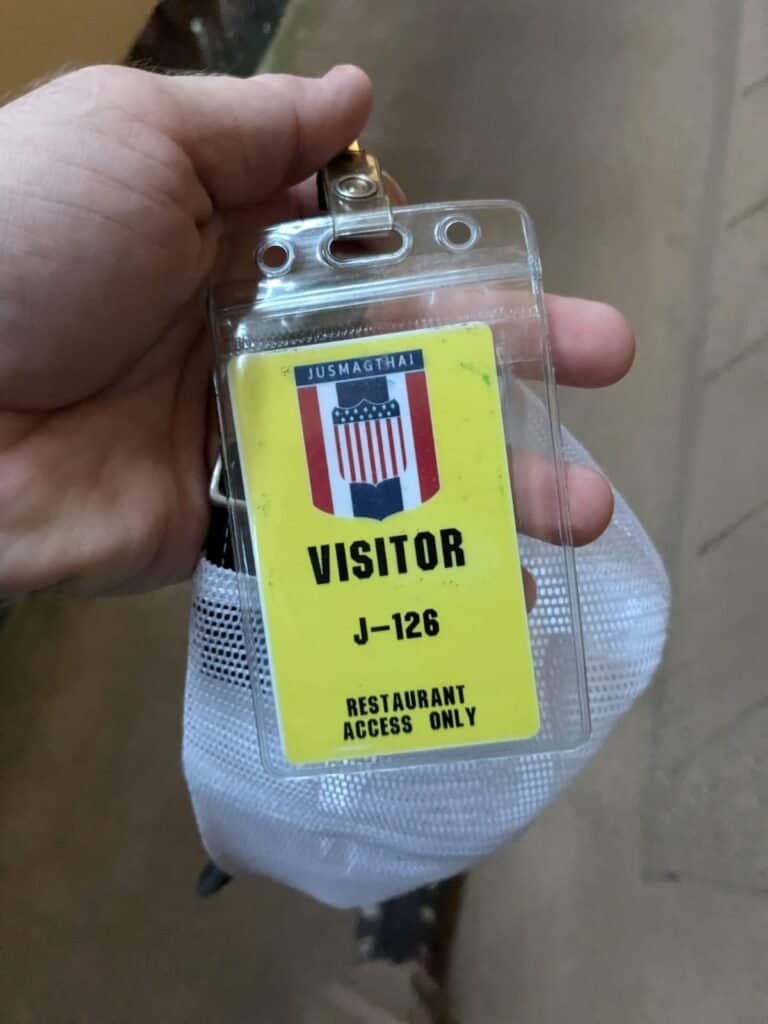 JUSMAGTHAI
VISITOR
J-126
RESTAURANT
ACCESS ONLY